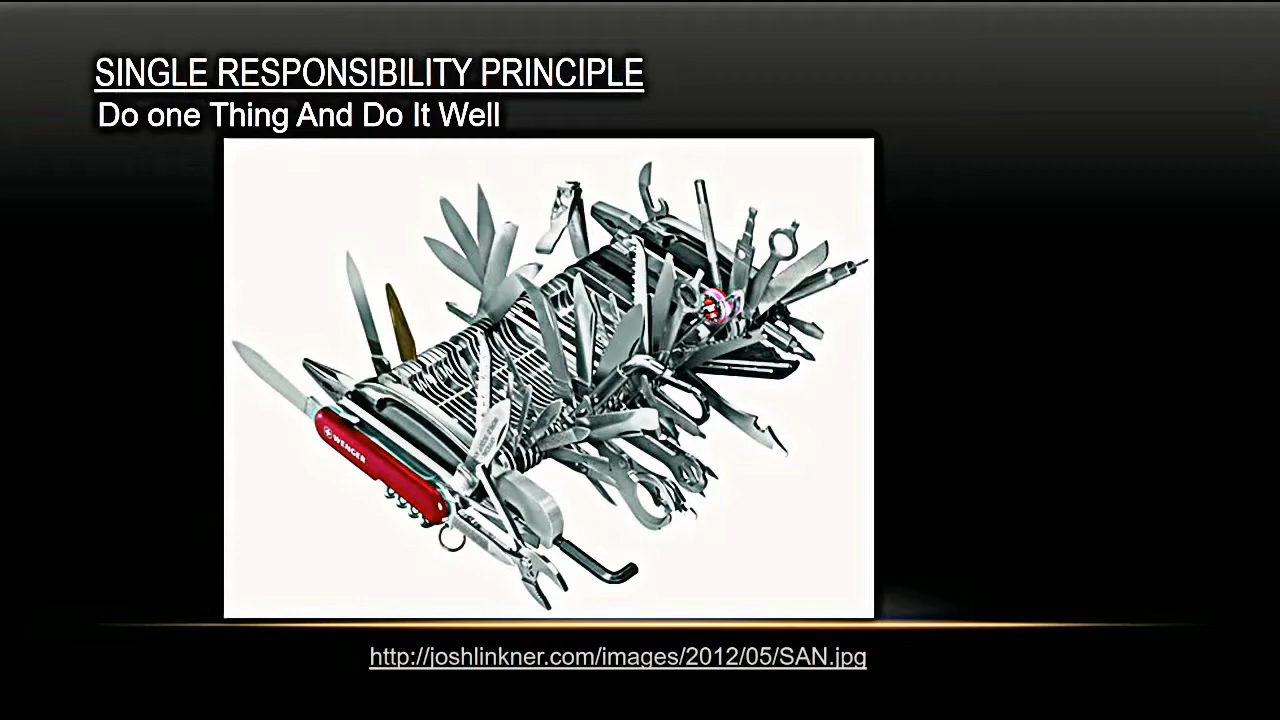 SINGLE RESPONSIBILITY PRINCIPLE
Do one Thing And Do It Well
WENGER
http://joshlinkner.com/images/2012/05/SAN.jpg